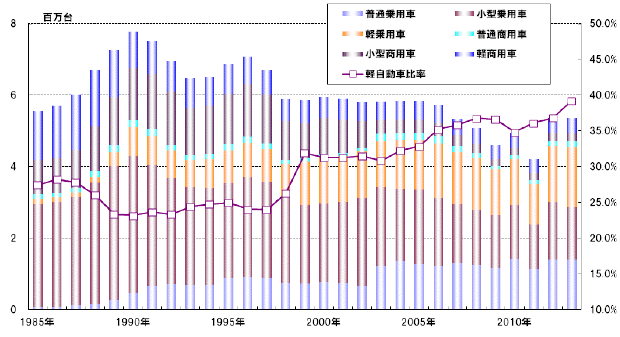 百万台
普通乗用車
小型乗用車
軽乗用車
普通商用車
小型商用車
軽商用車
軽自動車比率
8
6
4
2
0
50.0%
45.0%
40.0%
35.0%
30.0%
25.0%
20.0%
15.0%
10.0%
1985年
1990年
1995年
2000年
2005年
2010年